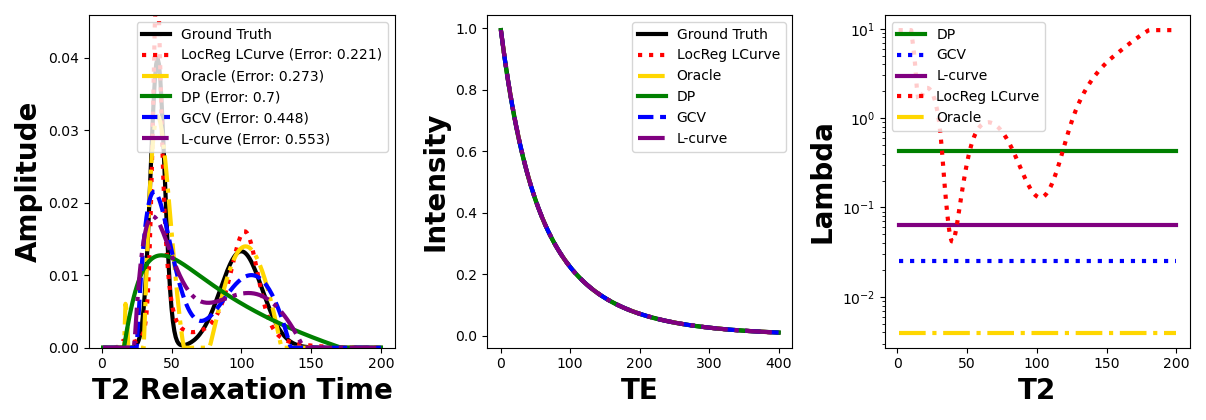 Amplitude
0.04
0.03
0.02
0.01
0.00
Ground Truth
LocReg LCurve (Error: 0.221)
Oracle (Error: 0.273)
DP (Error: 0.7)
GCV (Error: 0.448)
L-curve (Error: 0.553)
0 50 100 150 200
T2 Relaxation Time
Intensity
1.0
0.8
0.6
0.4
0.2
0.0
Ground Truth
LocReg LCurve
Oracle
DP
GCV
L-curve
0 100 200 300 400
TE
Lambda
10¹
10⁰
10⁻¹
10⁻²
DP
GCV
L-curve
LocReg LCurve
Oracle
0 50 100 150 200
T2